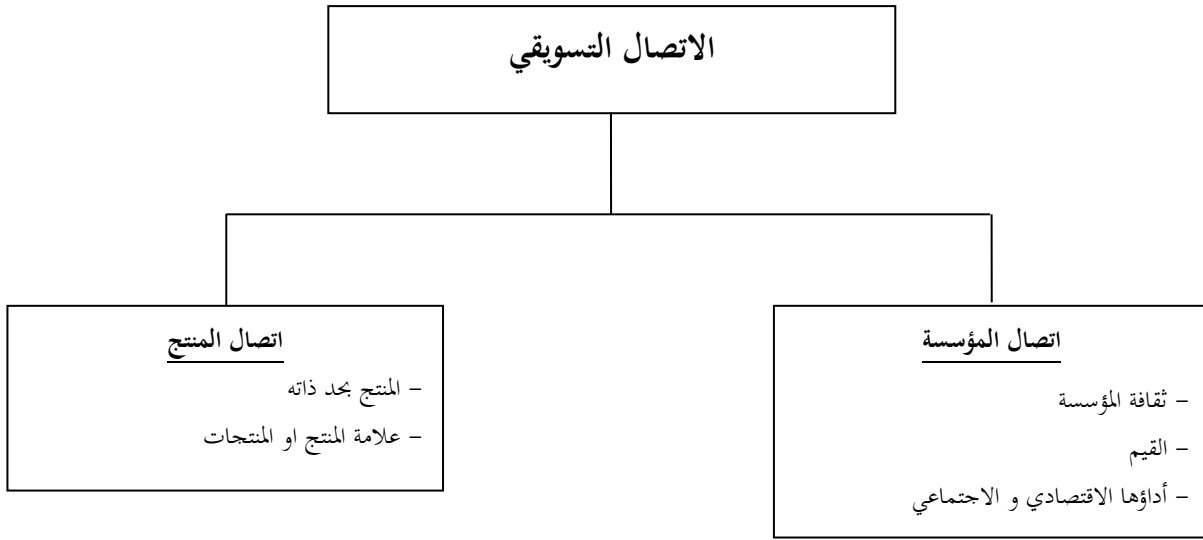 الاتصال التسويقي
اتصال المؤسسة
– ثقافة المؤسسة
– القيم
– أداؤها الاقتصادي و الاجتماعي
اتصال المنتج
– المنتج بحد ذاته
– علامة المنتج او المنتجات